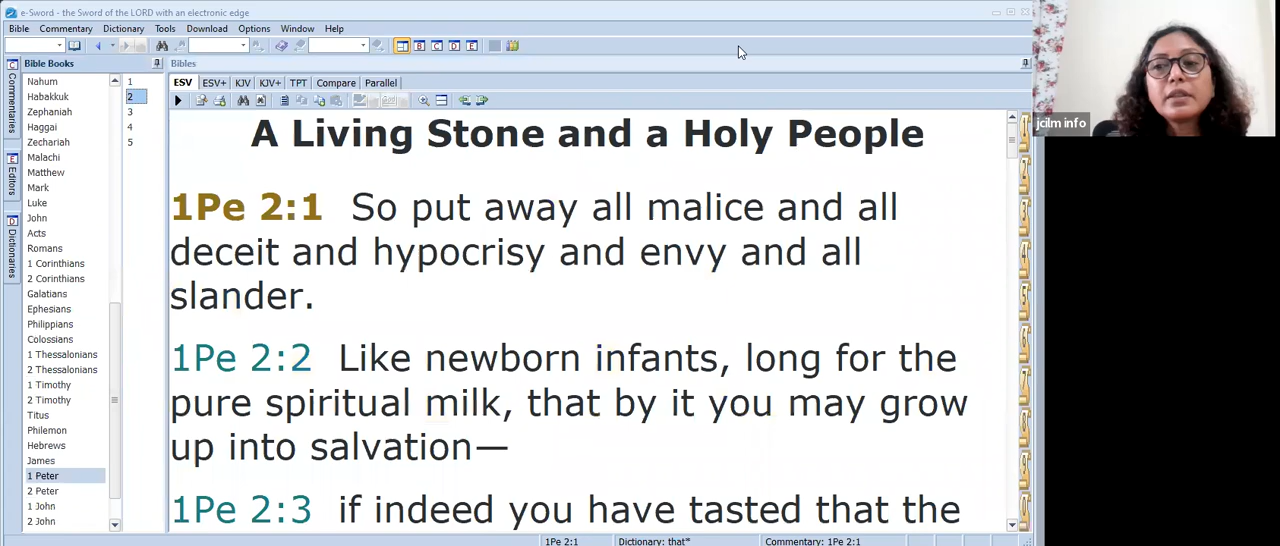 e-Sword - the Sword of the LORD with an electronic edge
Bible Commentary Dictionary Tools Download Options Window Help
B C D E
Bible Books
Bibles
Commentaries
Editors
Dictionaries
Nahum
Habakkuk
Zephaniah
Haggai
Zechariah
Malachi
Matthew
Mark
Luke
John
Acts
Romans
1 Corinthians
2 Corinthians
Galatians
Ephesians
Philippians
Colossians
1 Thessalonians
2 Thessalonians
1 Timothy
2 Timothy
Titus
Philemon
Hebrews
James
1 Peter
2 Peter
1 John
2 John
1
2
3
4
5
ESV ESV+ KJV KJV+ TPT Compare Parallel
A Living Stone and a Holy People
1Pe 2:1 So put away all malice and all
deceit and hypocrisy and envy and all
slander.
1Pe 2:2 Like newborn infants, long for the
pure spiritual milk, that by it you may grow
up into salvation—
1Pe 2:3 if indeed you have tasted that the
1Pe 2:1 Dictionary: that* Commentary: 1Pe 2:1
jcilm info